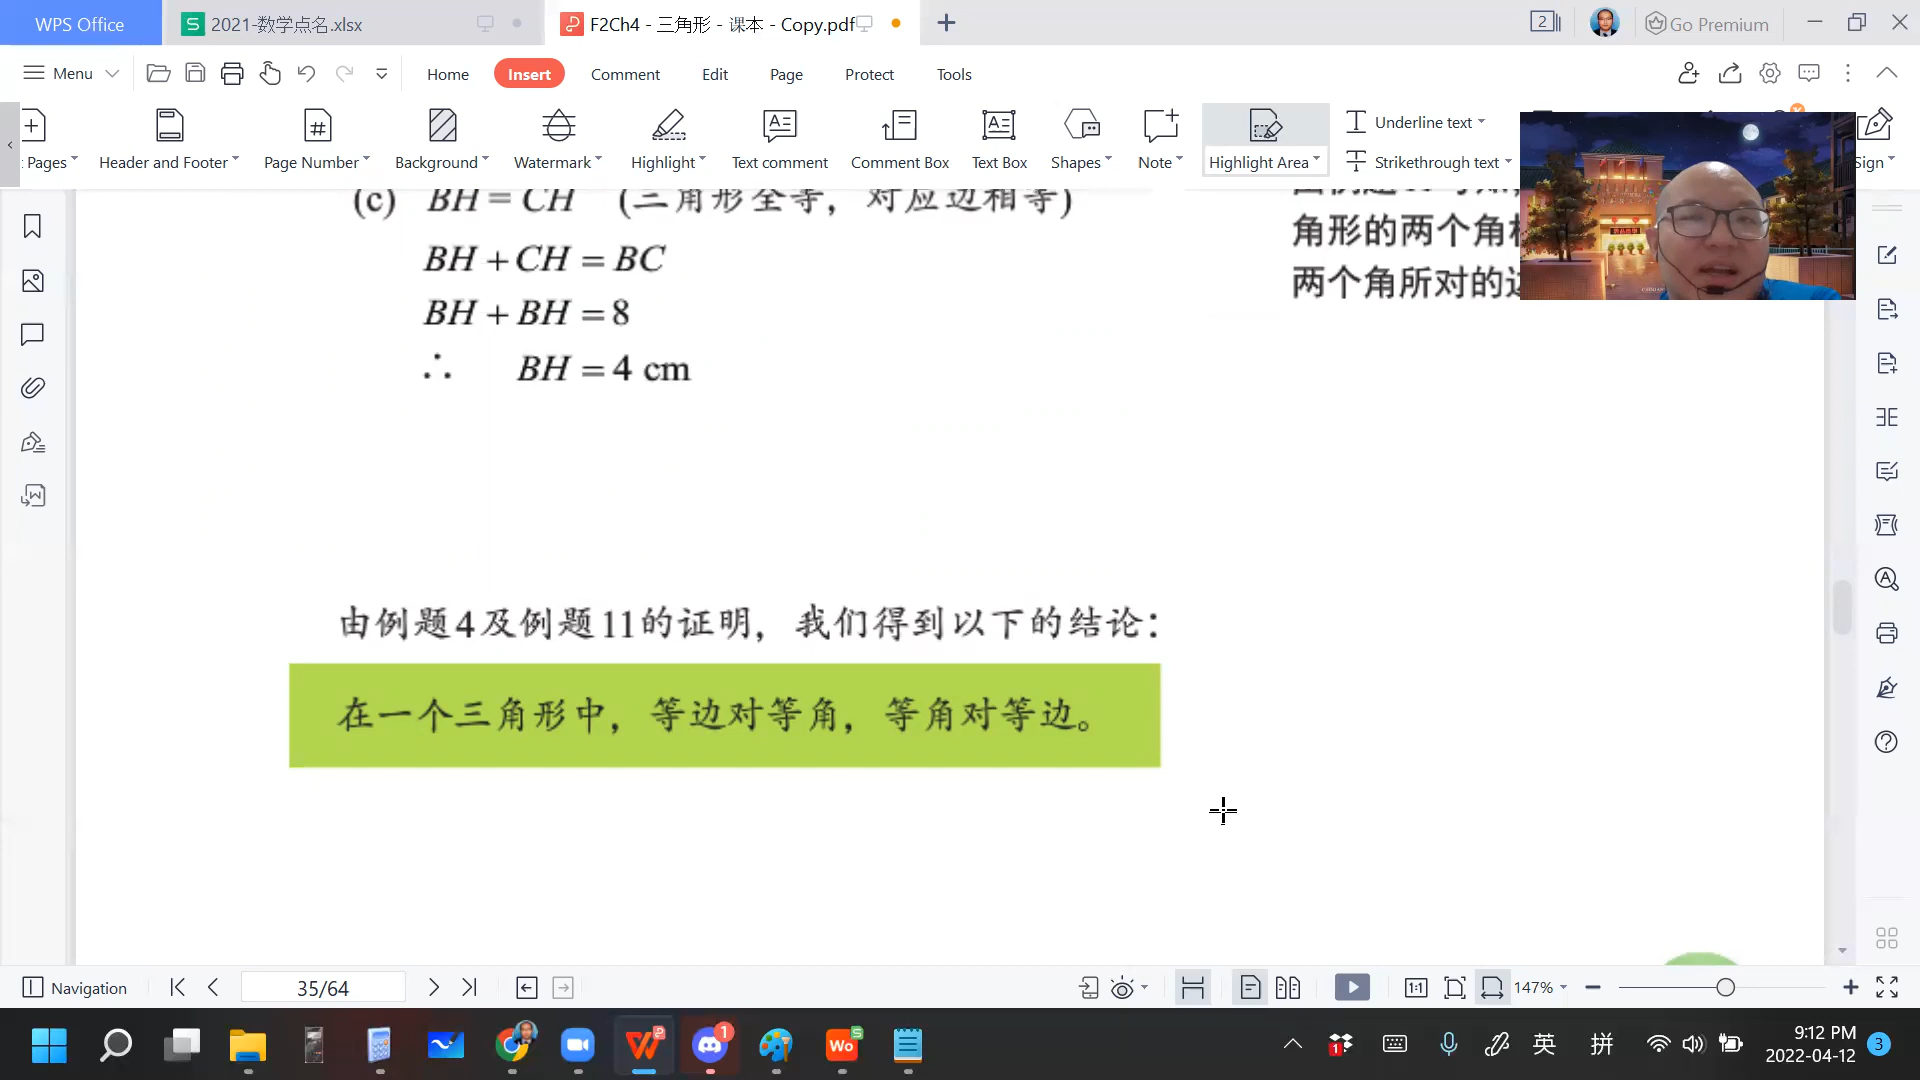 WPS Office
2021-数学点名.xlsx
F2Ch4 - 三角形 - 课本 - Copy.pdf
2
Go Premium
Menu
Home
Insert
Comment
Edit
Page
Protect
Tools
Pages
Header and Footer
Page Number
Background
Watermark
Highlight
Text comment
Comment Box
Text Box
Shapes
Note
Highlight Area
Underline text
Strikethrough text
Sign
(c) BH = CH (三角形全等，对应边相等)
BH + CH = BC
BH + BH = 8
∴ BH = 4 cm
角形的两个角
两个角所对的
由例题4及例题11的证明，我们得到以下的结论：
在一个三角形中，等边对等角，等角对等边。
Navigation
35/64
147%
英
拼
9:12 PM
2022-04-12
3